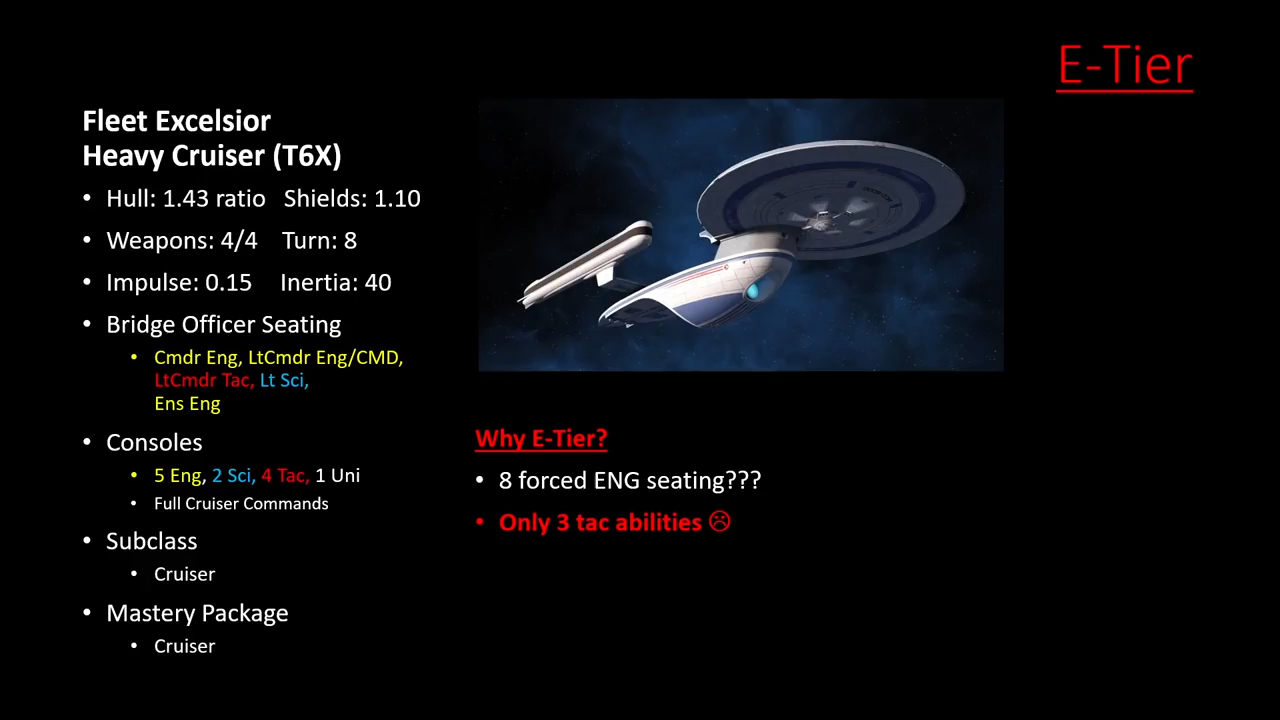 E-Tier
Fleet Excelsior
Heavy Cruiser (T6X)
• Hull: 1.43 ratio Shields: 1.10
• Weapons: 4/4 Turn: 8
• Impulse: 0.15 Inertia: 40
• Bridge Officer Seating
• Cmdr Eng, LtCmdr Eng/CMD,
LtCmdr Tac, Lt Sci,
Ens Eng
• Consoles
• 5 Eng, 2 Sci, 4 Tac, 1 Uni
• Full Cruiser Commands
• Subclass
• Cruiser
• Mastery Package
• Cruiser
Why E-Tier?
• 8 forced ENG seating???
• Only 3 tac abilities ☹